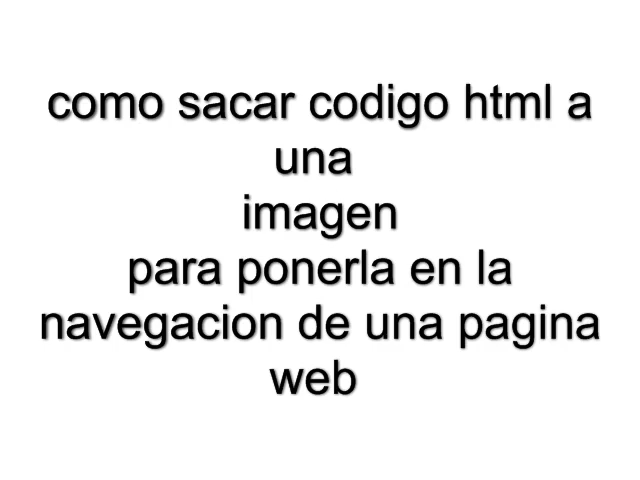 como sacar codigo html a
una
imagen
para ponerla en la
navegacion de una pagina
web